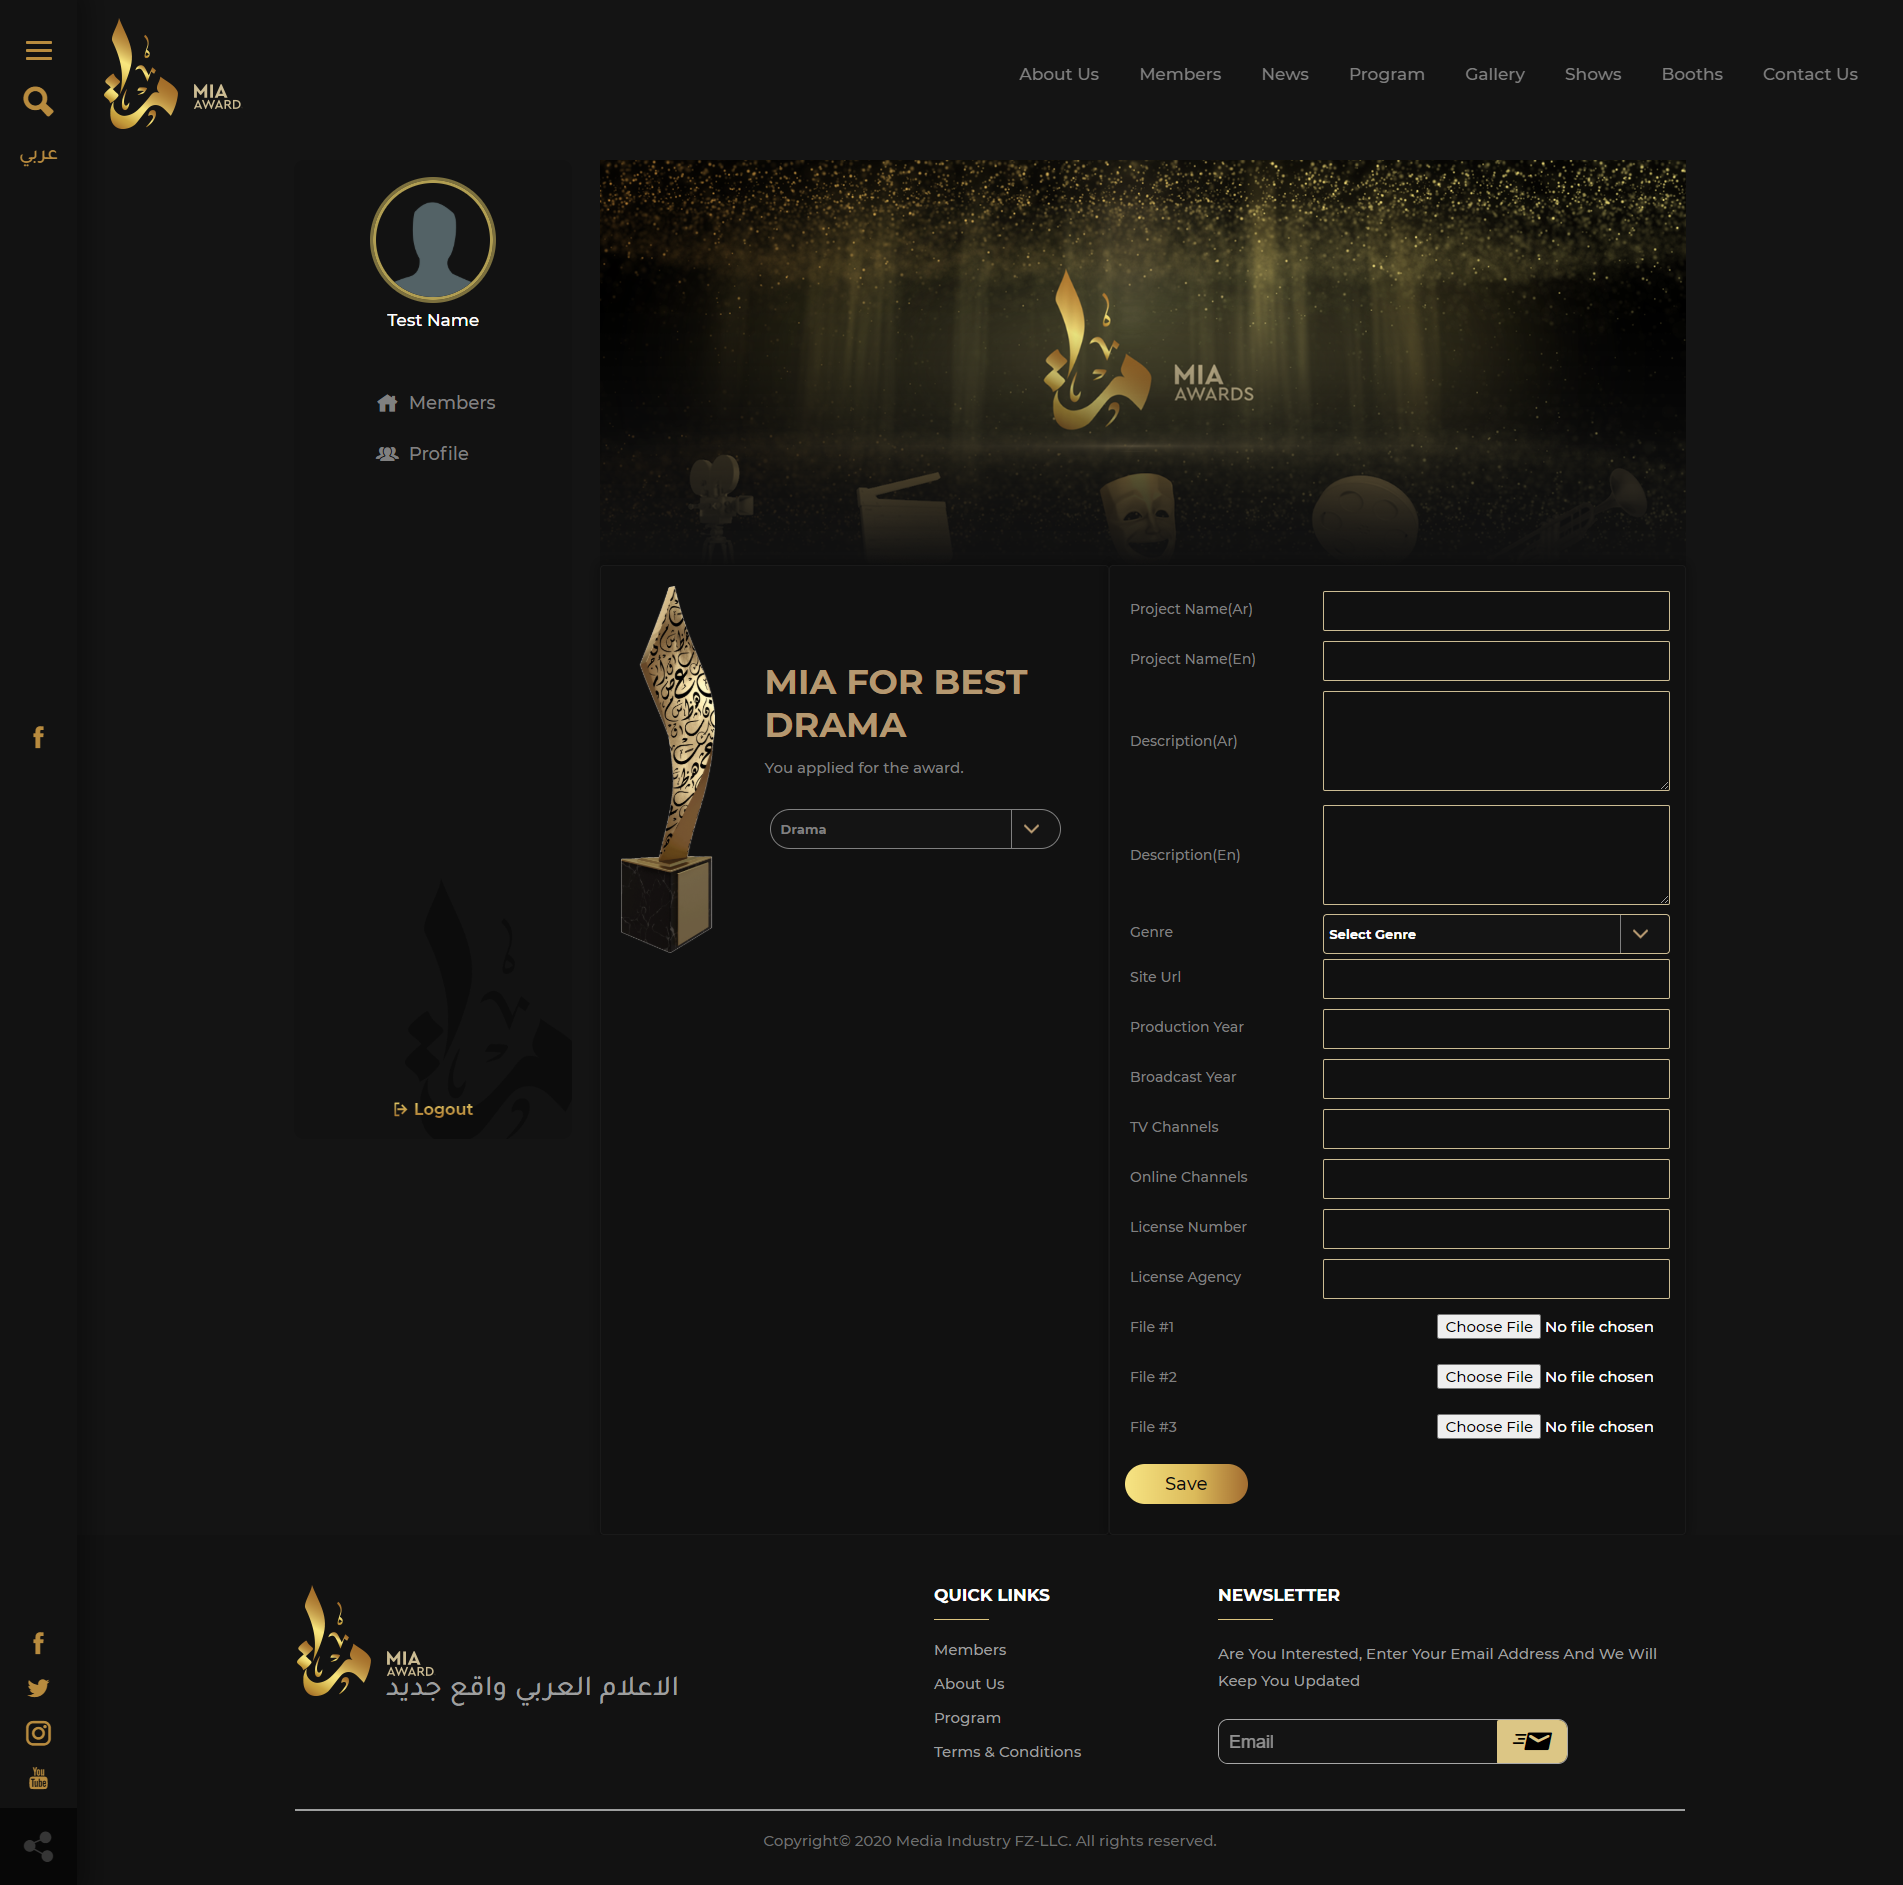 عربي
MIA
AWARD
About Us
Members
News
Program
Gallery
Shows
Booths
Contact Us
Test Name
Members
Profile
Logout
MIA
AWARDS
MIA FOR BEST
DRAMA
You applied for the award.
Drama
Project Name(Ar)
Project Name(En)
Description(Ar)
Description(En)
Genre
Select Genre
Site Url
Production Year
Broadcast Year
TV Channels
Online Channels
License Number
License Agency
File #1
Choose File No file chosen
File #2
Choose File No file chosen
File #3
Choose File No file chosen
Save
MIA
AWARD
الاعلام العربي واقع جديد
QUICK LINKS
Members
About Us
Program
Terms & Conditions
NEWSLETTER
Are You Interested, Enter Your Email Address And We Will
Keep You Updated
Email
You
Tube
Copyright© 2020 Media Industry FZ-LLC. All rights reserved.